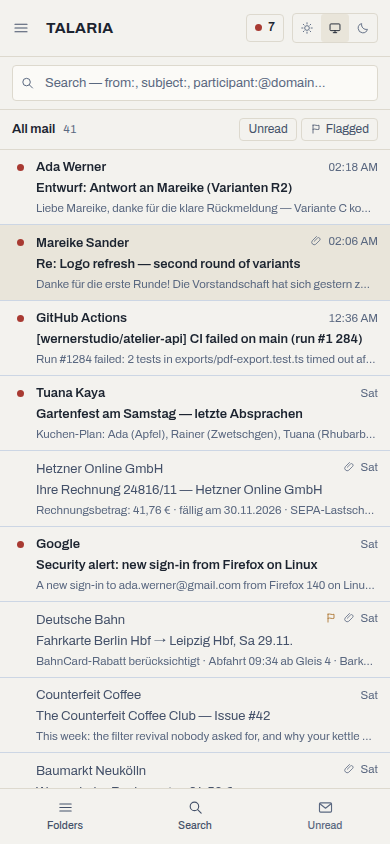 TALARIA
7
Search — from:, subject:, participant:@domain...
All mail 41
Unread
Flagged
Ada Werner 02:18 AM
Entwurf: Antwort an Mareike (Varianten R2)
Liebe Mareike, danke für die klare Rückmeldung — Variante C ko...
Mareike Sander 02:06 AM
Re: Logo refresh — second round of variants
Danke für die erste Runde! Die Vorstandschaft hat sich gestern z...
GitHub Actions 12:36 AM
[wernerstudio/atelier-api] CI failed on main (run #1 284)
Run #1284 failed: 2 tests in exports/pdf-export.test.ts timed out af...
Tuana Kaya Sat
Gartenfest am Samstag — letzte Absprachen
Kuchen-Plan: Ada (Apfel), Rainer (Zwetschgen), Tuana (Rhubarb...
Hetzner Online GmbH Sat
Ihre Rechnung 24816/11 — Hetzner Online GmbH
Rechnungsbetrag: 41,76 € · fällig am 30.11.2026 · SEPA-Lastsch...
Google Sat
Security alert: new sign-in from Firefox on Linux
A new sign-in to ada.werner@gmail.com from Firefox 140 on Linu...
Deutsche Bahn Sat
Fahrkarte Berlin Hbf → Leipzig Hbf, Sa 29.11.
BahnCard-Rabatt berücksichtigt · Abfahrt 09:34 ab Gleis 4 · Bark...
Counterfeit Coffee Sat
The Counterfeit Coffee Club — Issue #42
This week: the filter revival nobody asked for, and why your kettle ...
Baumarkt Neukölln Sat
Folders
Search
Unread